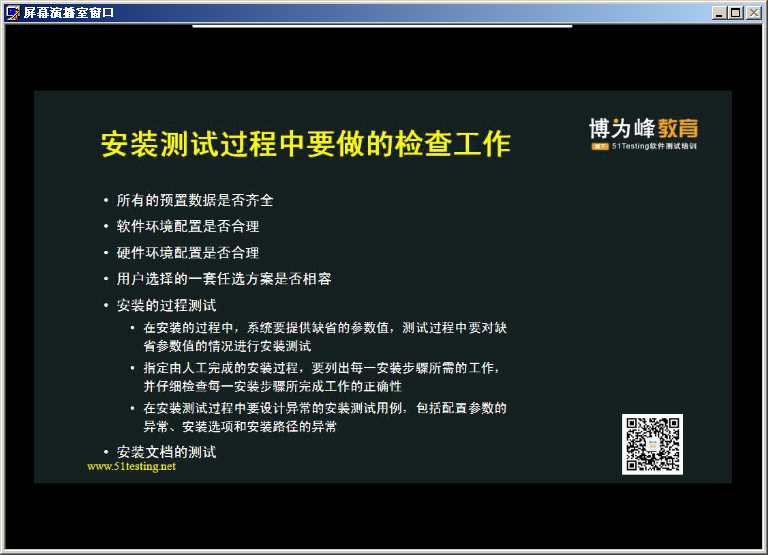 屏幕演播室窗口
安装测试过程中要做的检查工作
博为峰教育
51Testing软件测试培训
• 所有的预置数据是否齐全
• 软件环境配置是否合理
• 硬件环境配置是否合理
• 用户选择的一套任选方案是否相容
• 安装的过程测试
• 在安装的过程中，系统要提供缺省的参数值，测试过程中要对缺
省参数值的情况进行安装测试
• 指定由人工完成的安装过程，要列出每一安装步骤所需的工作，
并仔细检查每一安装步骤所完成工作的正确性
• 在安装测试过程中要设计异常的安装测试用例，包括配置参数的
异常、安装选项和安装路径的异常
• 安装文档的测试
www.51testing.net